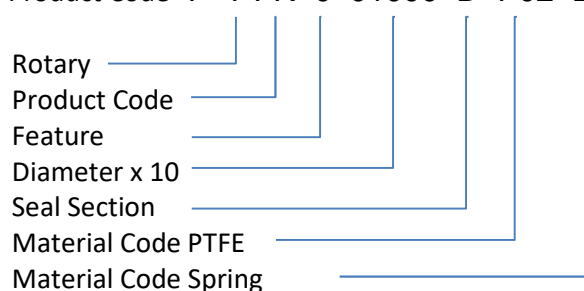 Rotary
Product Code
Feature
Diameter x 10
Seal Section
Material Code PTFE
Material Code Spring